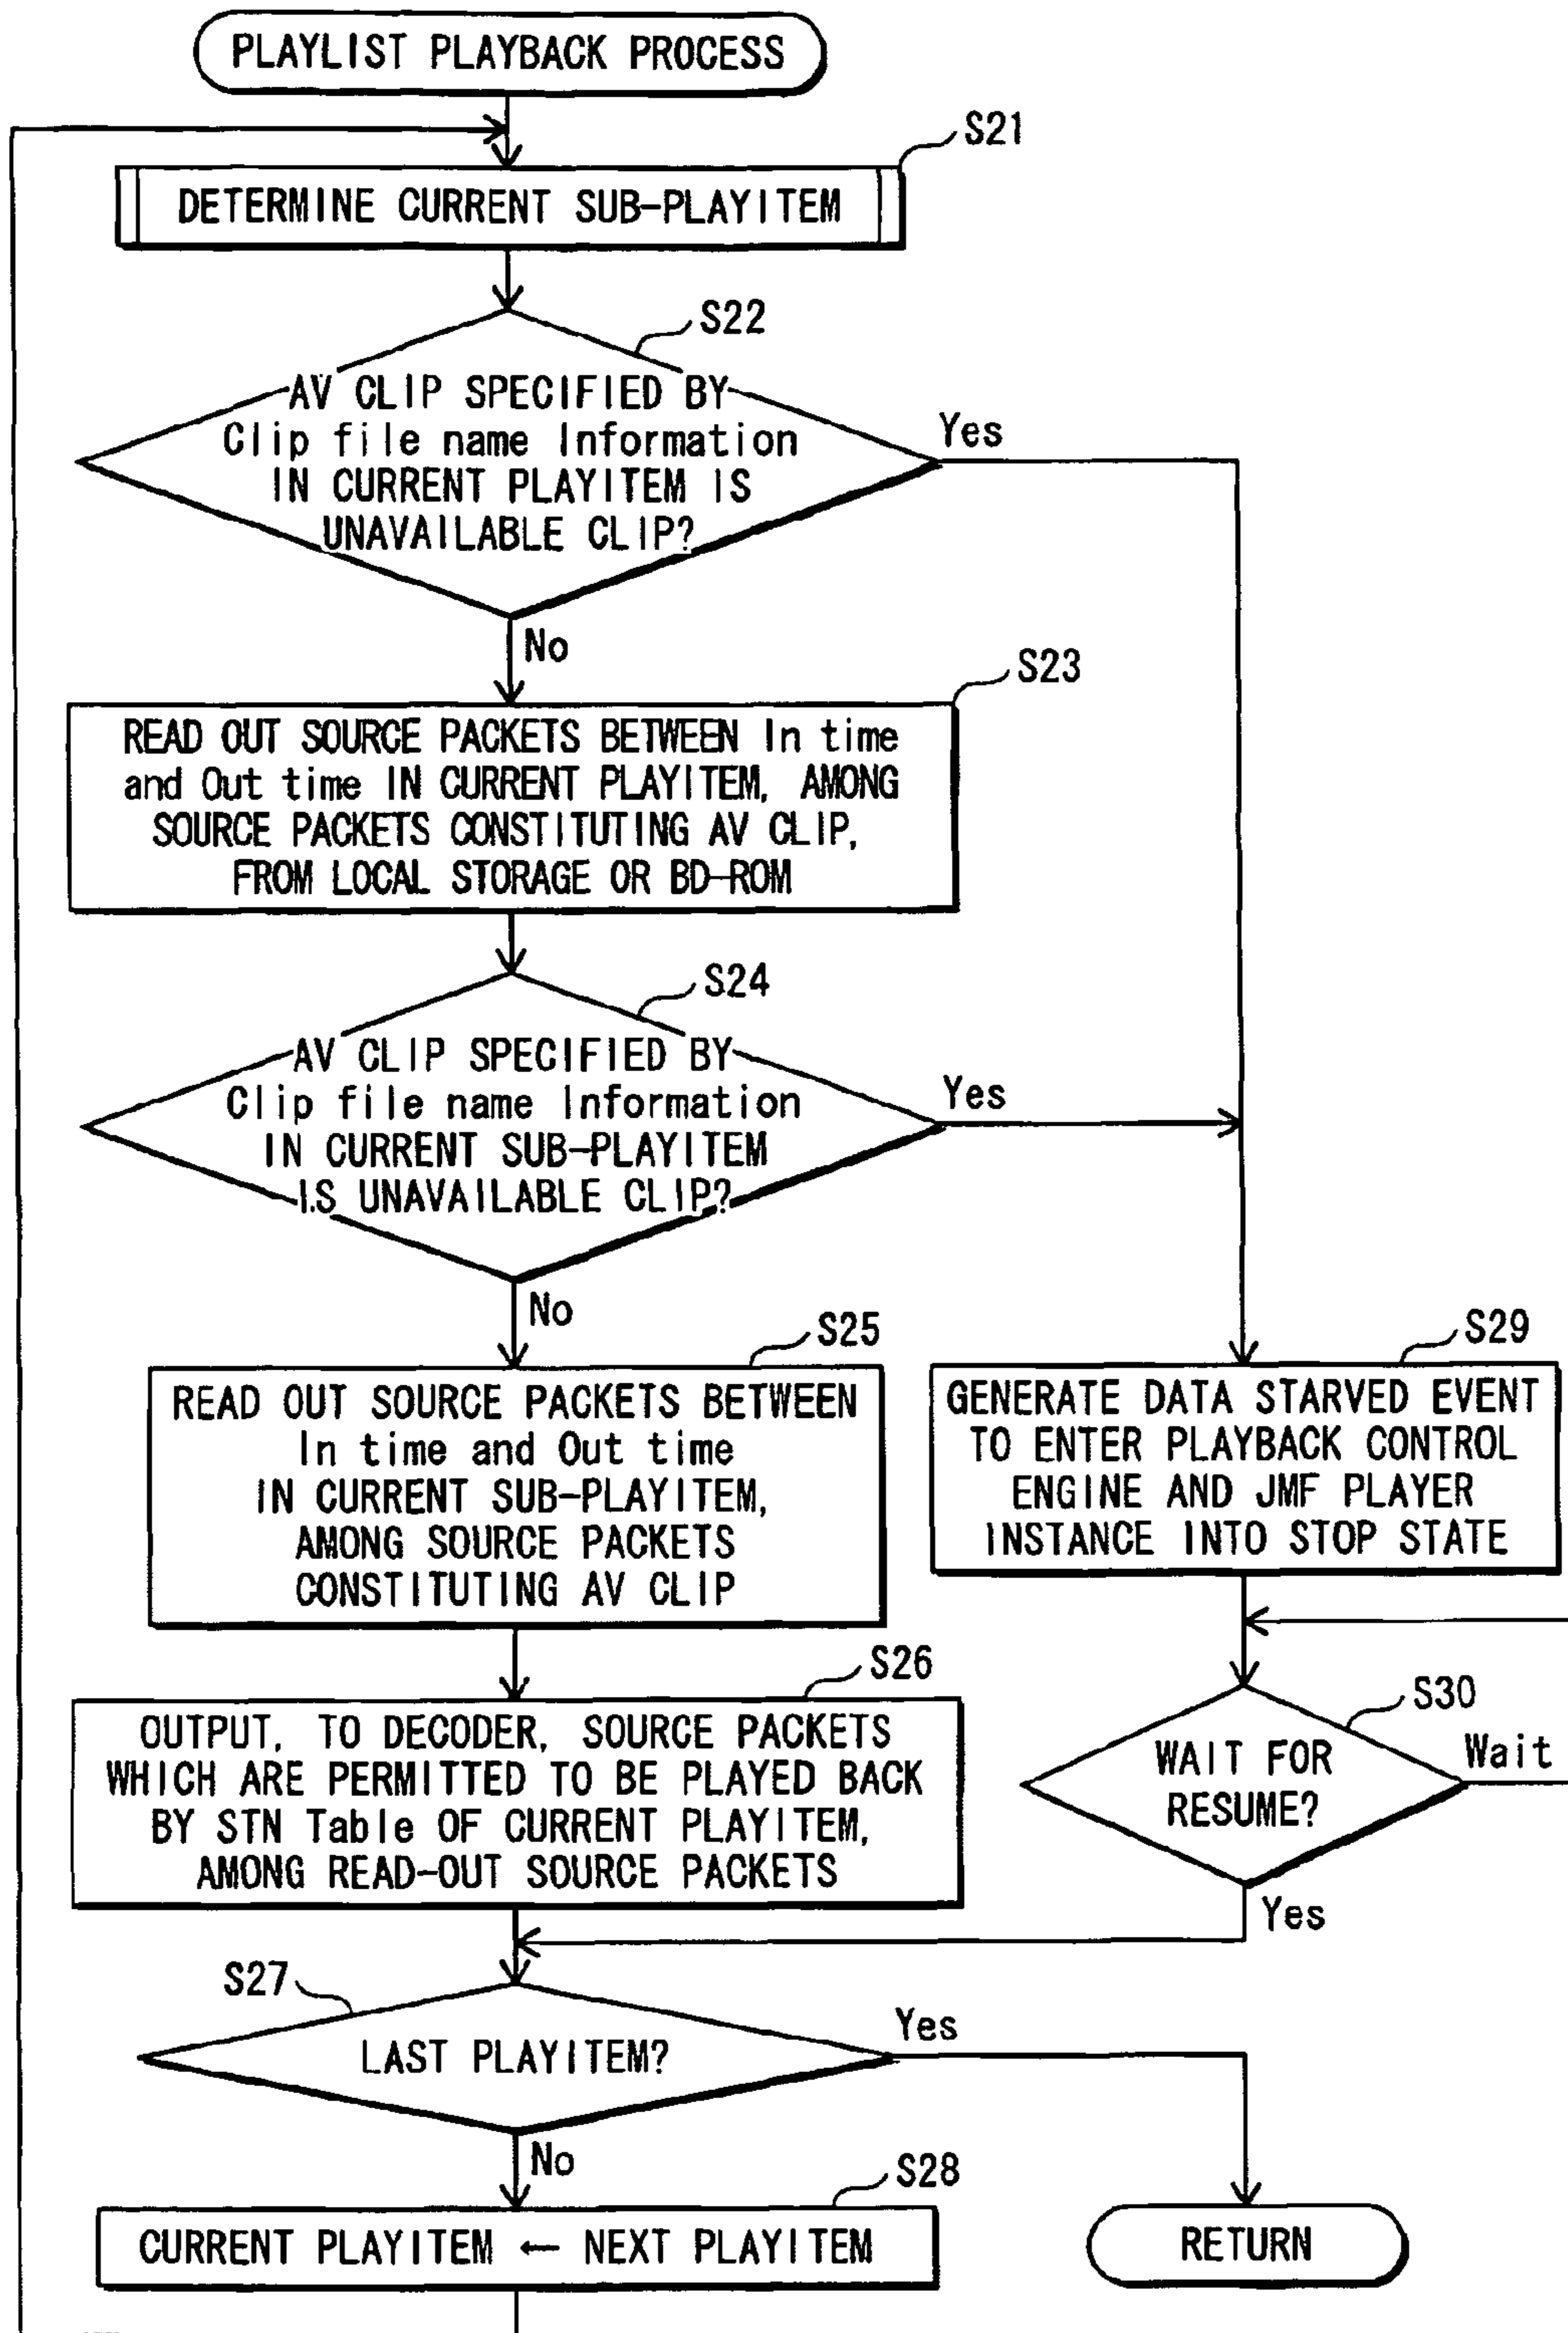 PLAYLIST PLAYBACK PROCESS
S21
DETERMINE CURRENT SUB-PLAYITEM
S22
AV CLIP SPECIFIED BY
Clip file name Information
IN CURRENT PLAYITEM IS
UNAVAILABLE CLIP?
Yes
No
S23
READ OUT SOURCE PACKETS BETWEEN In time
and Out time IN CURRENT PLAYITEM, AMONG
SOURCE PACKETS CONSTITUTING AV CLIP,
FROM LOCAL STORAGE OR BD-ROM
S24
AV CLIP SPECIFIED BY
Clip file name Information
IN CURRENT SUB-PLAYITEM
IS UNAVAILABLE CLIP?
Yes
No
S25
READ OUT SOURCE PACKETS BETWEEN
In time and Out time
IN CURRENT SUB-PLAYITEM,
AMONG SOURCE PACKETS
CONSTITUTING AV CLIP
S29
GENERATE DATA STARVED EVENT
TO ENTER PLAYBACK CONTROL
ENGINE AND JMF PLAYER
INSTANCE INTO STOP STATE
S26
OUTPUT, TO DECODER, SOURCE PACKETS
WHICH ARE PERMITTED TO BE PLAYED BACK
BY STN Table OF CURRENT PLAYITEM,
AMONG READ-OUT SOURCE PACKETS
S30
WAIT FOR
RESUME?
Wait
Yes
S27
LAST PLAYITEM?
Yes
No
S28
CURRENT PLAYITEM ← NEXT PLAYITEM
RETURN